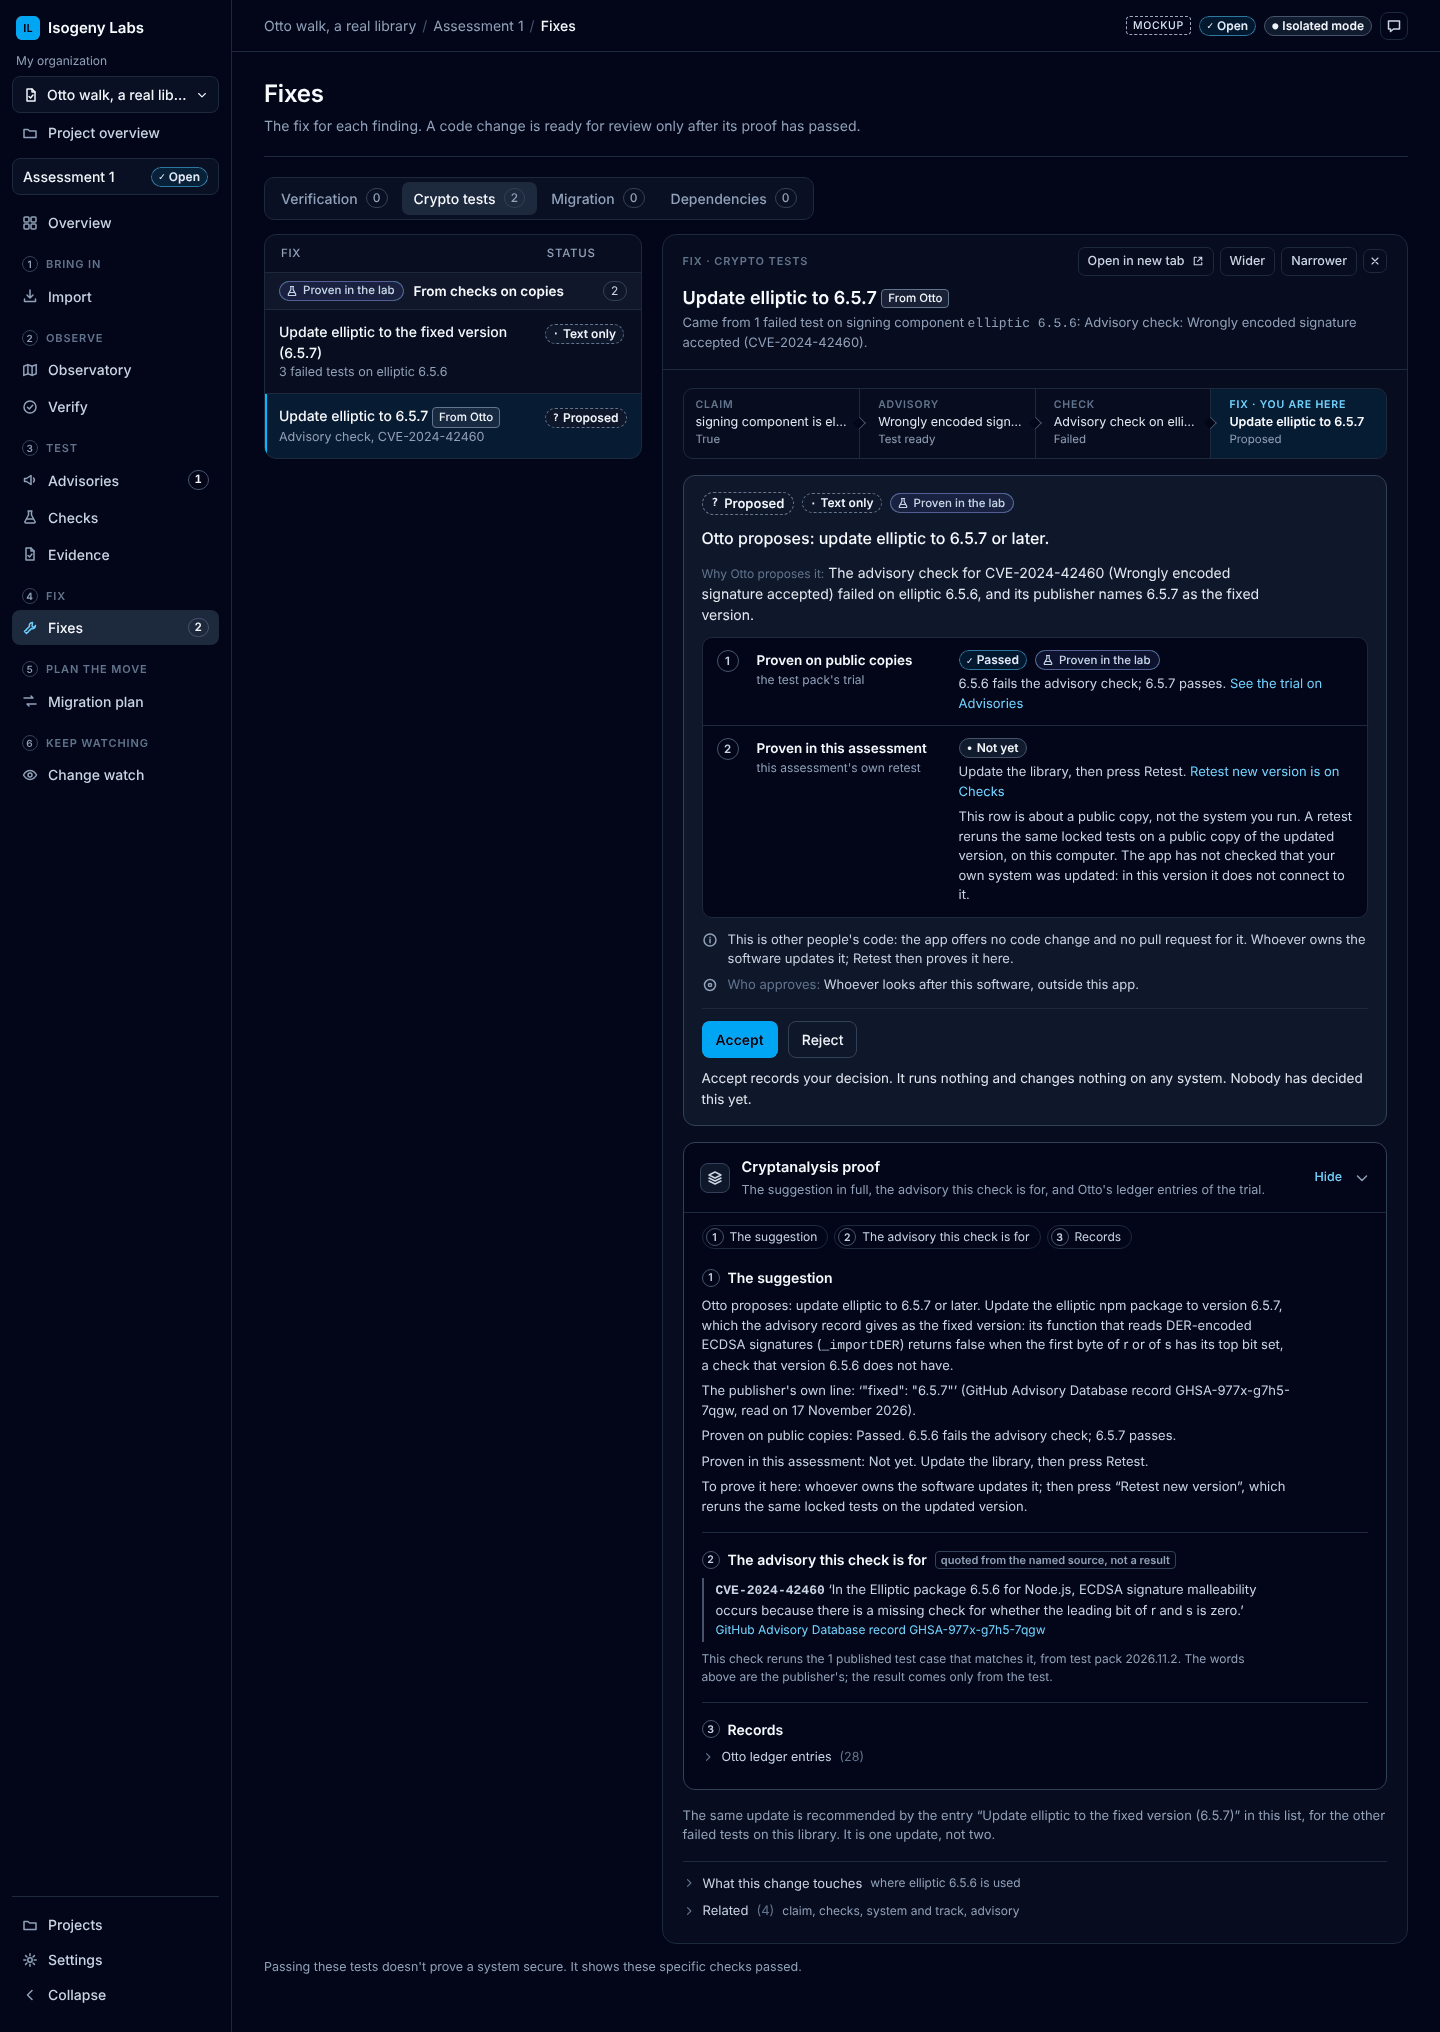 IL Isogeny Labs
My organization
Otto walk, a real lib...
Project overview
Assessment 1 ✓ Open
Overview
1 BRING IN
Import
2 OBSERVE
Observatory
Verify
3 TEST
Advisories 1
Checks
Evidence
4 FIX
Fixes 2
5 PLAN THE MOVE
Migration plan
6 KEEP WATCHING
Change watch
Projects
Settings
Collapse
Otto walk, a real library / Assessment 1 / Fixes
MOCKUP ✓ Open • Isolated mode
Fixes
The fix for each finding. A code change is ready for review only after its proof has passed.
Verification 0 Crypto tests 2 Migration 0 Dependencies 0
FIX STATUS
Proven in the lab From checks on copies 2
Update elliptic to the fixed version · Text only
(6.5.7)
3 failed tests on elliptic 6.5.6
Update elliptic to 6.5.7 From Otto ? Proposed
Advisory check, CVE-2024-42460
FIX · CRYPTO TESTS Open in new tab Wider Narrower ×
Update elliptic to 6.5.7 From Otto
Came from 1 failed test on signing component elliptic 6.5.6: Advisory check: Wrongly encoded signature
accepted (CVE-2024-42460).
CLAIM ADVISORY CHECK FIX · YOU ARE HERE
signing component is el... Wrongly encoded sign... Advisory check on elli... Update elliptic to 6.5.7
True Test ready Failed Proposed
? Proposed · Text only Proven in the lab
Otto proposes: update elliptic to 6.5.7 or later.
Why Otto proposes it: The advisory check for CVE-2024-42460 (Wrongly encoded
signature accepted) failed on elliptic 6.5.6, and its publisher names 6.5.7 as the fixed
version.
1 Proven on public copies ✓ Passed Proven in the lab
the test pack's trial
6.5.6 fails the advisory check; 6.5.7 passes. See the trial on
Advisories
2 Proven in this assessment • Not yet
this assessment's own retest
Update the library, then press Retest. Retest new version is on
Checks
This row is about a public copy, not the system you run. A retest
reruns the same locked tests on a public copy of the updated
version, on this computer. The app has not checked that your
own system was updated: in this version it does not connect to
it.
This is other people's code: the app offers no code change and no pull request for it. Whoever owns the
software updates it; Retest then proves it here.
Who approves: Whoever looks after this software, outside this app.
Accept Reject
Accept records your decision. It runs nothing and changes nothing on any system. Nobody has decided
this yet.
Cryptanalysis proof Hide
The suggestion in full, the advisory this check is for, and Otto's ledger entries of the trial.
1 The suggestion 2 The advisory this check is for 3 Records
1 The suggestion
Otto proposes: update elliptic to 6.5.7 or later. Update the elliptic npm package to version 6.5.7,
which the advisory record gives as the fixed version: its function that reads DER-encoded
ECDSA signatures (_importDER) returns false when the first byte of r or of s has its top bit set,
a check that version 6.5.6 does not have.
The publisher's own line: ‘"fixed": "6.5.7"’ (GitHub Advisory Database record GHSA-977x-g7h5-
7qgw, read on 17 November 2026).
Proven on public copies: Passed. 6.5.6 fails the advisory check; 6.5.7 passes.
Proven in this assessment: Not yet. Update the library, then press Retest.
To prove it here: whoever owns the software updates it; then press “Retest new version”, which
reruns the same locked tests on the updated version.
2 The advisory this check is for quoted from the named source, not a result
CVE-2024-42460 ‘In the Elliptic package 6.5.6 for Node.js, ECDSA signature malleability
occurs because there is a missing check for whether the leading bit of r and s is zero.’
GitHub Advisory Database record GHSA-977x-g7h5-7qgw
This check reruns the 1 published test case that matches it, from test pack 2026.11.2. The words
above are the publisher's; the result comes only from the test.
3 Records
Otto ledger entries (28)
The same update is recommended by the entry “Update elliptic to the fixed version (6.5.7)” in this list, for the other
failed tests on this library. It is one update, not two.
What this change touches where elliptic 6.5.6 is used
Related (4) claim, checks, system and track, advisory
Passing these tests doesn't prove a system secure. It shows these specific checks passed.